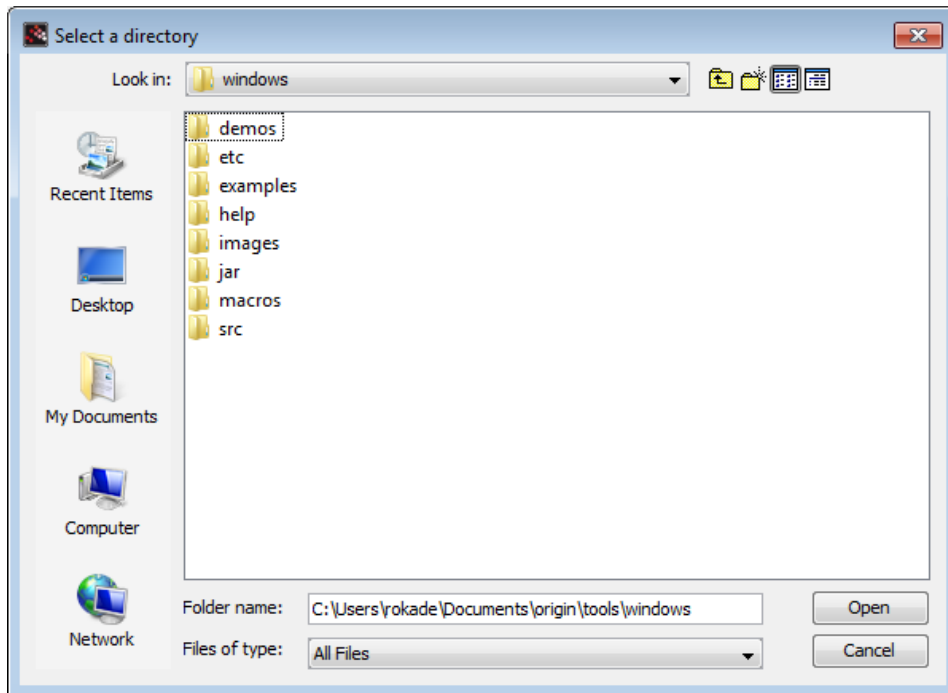 Select a directory
Look in:
windows
demos
etc
examples
help
images
jar
macros
src
Recent Items
Desktop
My Documents
Computer
Network
Folder name:
C:\Users\rokade\Documents\origin\tools\windows
Open
Files of type:
All Files
Cancel